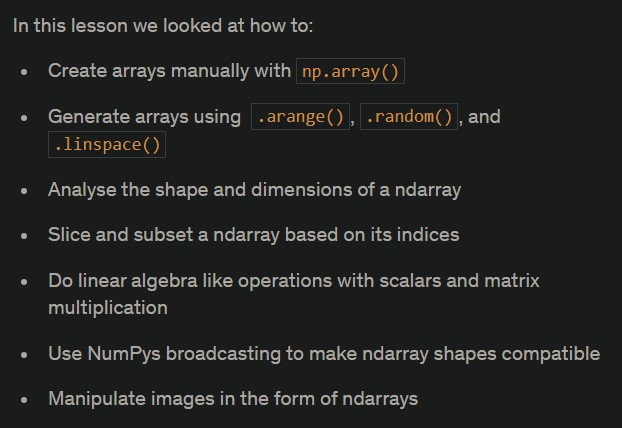 In this lesson we looked at how to:
• Create arrays manually with np.array()
• Generate arrays using .arange(), .random(), and
.linspace()
• Analyse the shape and dimensions of a ndarray
• Slice and subset a ndarray based on its indices
• Do linear algebra like operations with scalars and matrix
multiplication
• Use NumPys broadcasting to make ndarray shapes compatible
• Manipulate images in the form of ndarrays